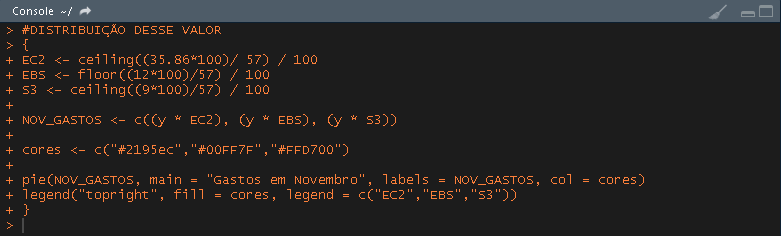 Console ~/
> #DISTRIBUIÇÃO DESSE VALOR
> {
+ EC2 <- ceiling((35.86*100)/ 57) / 100
+ EBS <- floor((12*100)/57) / 100
+ S3 <- ceiling((9*100)/57) / 100
+
+ NOV_GASTOS <- c((y * EC2), (y * EBS), (y * S3))
+
+ cores <- c("#2195ec","#00FF7F","#FFD700")
+
+ pie(NOV_GASTOS, main = "Gastos em Novembro", labels = NOV_GASTOS, col = cores)
+ legend("topright", fill = cores, legend = c("EC2","EBS","S3"))
+ }
>